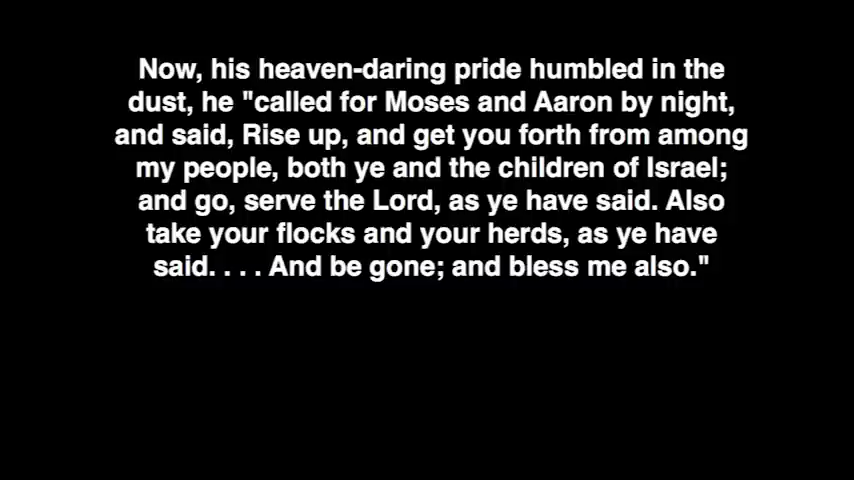 Now, his heaven-daring pride humbled in the
dust, he "called for Moses and Aaron by night,
and said, Rise up, and get you forth from among
my people, both ye and the children of Israel;
and go, serve the Lord, as ye have said. Also
take your flocks and your herds, as ye have
said. . . . And be gone; and bless me also."